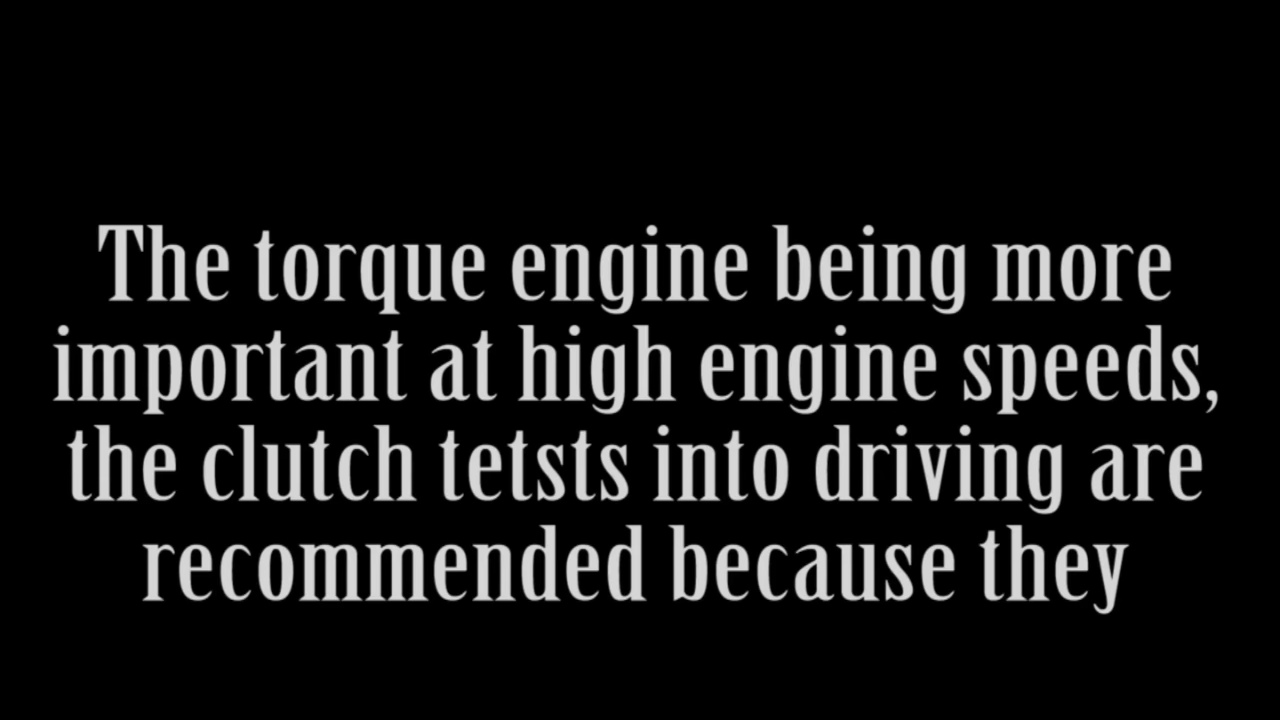 The torque engine being more
important at high engine speeds,
the clutch tetsts into driving are
recommended because they